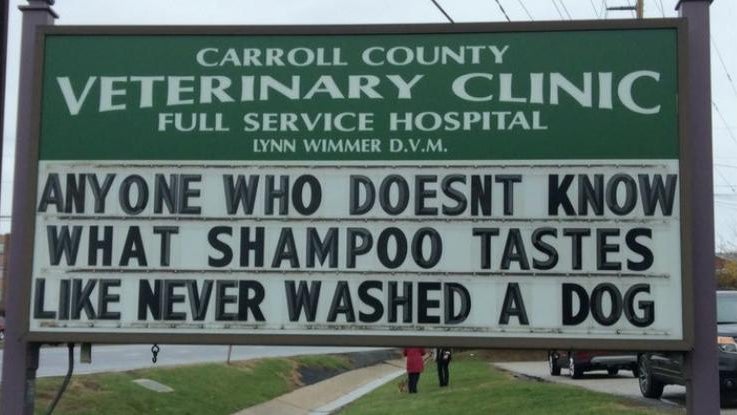 CARROLL COUNTY
VETERINARY CLINIC
FULL SERVICE HOSPITAL
LYNN WIMMER D.V.M.
ANYONE WHO DOESNT KNOW
WHAT SHAMPOO TASTES
LIKE NEVER WASHED A DOG